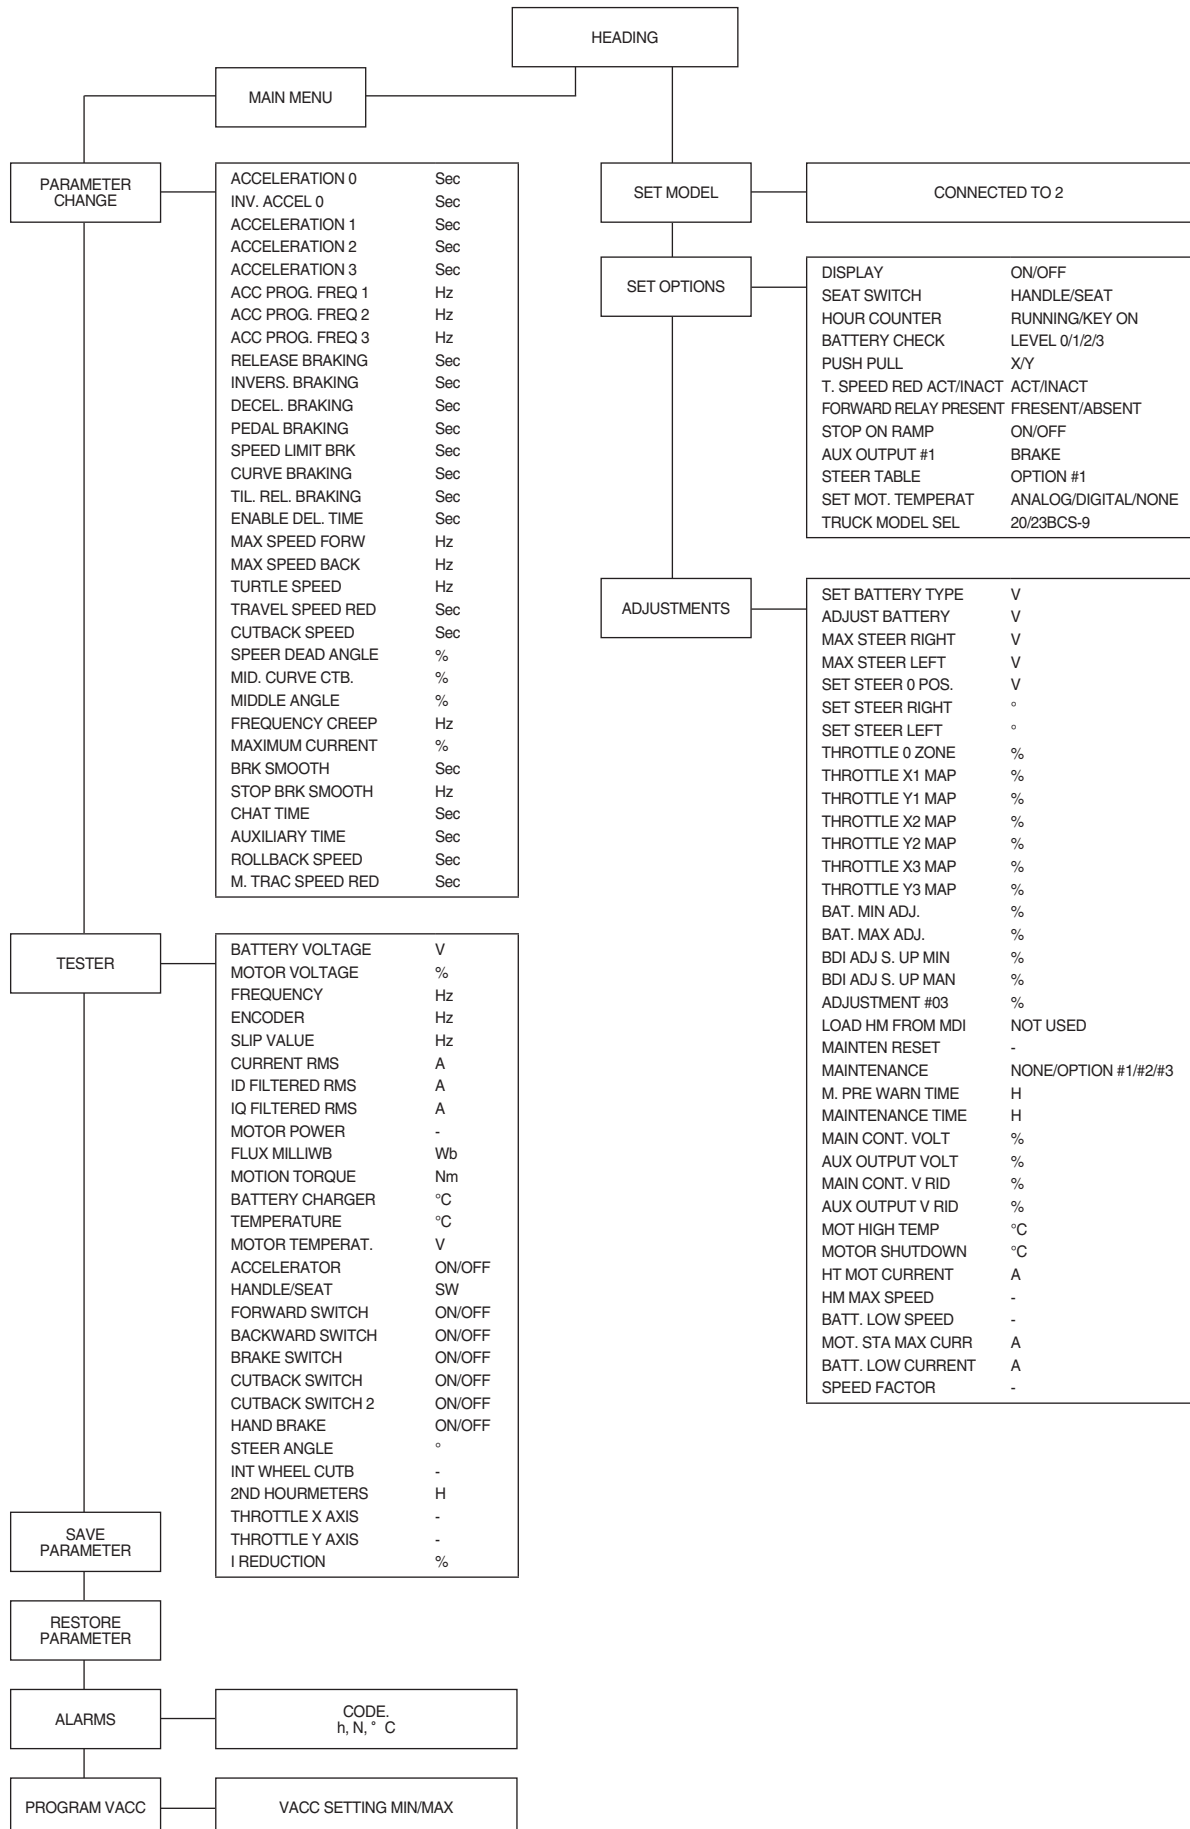 HEADING
MAIN MENU
PARAMETER
CHANGE
ACCELERATION 0 Sec
INV. ACCEL 0 Sec
ACCELERATION 1 Sec
ACCELERATION 2 Sec
ACCELERATION 3 Sec
ACC PROG. FREQ 1 Hz
ACC PROG. FREQ 2 Hz
ACC PROG. FREQ 3 Hz
RELEASE BRAKING Sec
INVERS. BRAKING Sec
DECEL. BRAKING Sec
PEDAL BRAKING Sec
SPEED LIMIT BRK Sec
CURVE BRAKING Sec
TIL. REL. BRAKING Sec
ENABLE DEL. TIME Sec
MAX SPEED FORW Hz
MAX SPEED BACK Hz
TURTLE SPEED Hz
TRAVEL SPEED RED Sec
CUTBACK SPEED Sec
SPEER DEAD ANGLE %
MID. CURVE CTB. %
MIDDLE ANGLE %
FREQUENCY CREEP Hz
MAXIMUM CURRENT %
BRK SMOOTH Sec
STOP BRK SMOOTH Hz
CHAT TIME Sec
AUXILIARY TIME Sec
ROLLBACK SPEED Sec
M. TRAC SPEED RED Sec
TESTER
BATTERY VOLTAGE V
MOTOR VOLTAGE %
FREQUENCY Hz
ENCODER Hz
SLIP VALUE Hz
CURRENT RMS A
ID FILTERED RMS A
IQ FILTERED RMS A
MOTOR POWER -
FLUX MILLIWB Wb
MOTION TORQUE Nm
BATTERY CHARGER °C
TEMPERATURE °C
MOTOR TEMPERAT. V
ACCELERATOR ON/OFF
HANDLE/SEAT SW
FORWARD SWITCH ON/OFF
BACKWARD SWITCH ON/OFF
BRAKE SWITCH ON/OFF
CUTBACK SWITCH ON/OFF
CUTBACK SWITCH 2 ON/OFF
HAND BRAKE ON/OFF
STEER ANGLE °
INT WHEEL CUTB -
2ND HOURMETERS H
THROTTLE X AXIS -
THROTTLE Y AXIS -
I REDUCTION %
SAVE
PARAMETER
RESTORE
PARAMETER
ALARMS
CODE.
h, N, ° C
PROGRAM VACC
VACC SETTING MIN/MAX
SET MODEL
CONNECTED TO 2
SET OPTIONS
DISPLAY ON/OFF
SEAT SWITCH HANDLE/SEAT
HOUR COUNTER RUNNING/KEY ON
BATTERY CHECK LEVEL 0/1/2/3
PUSH PULL X/Y
T. SPEED RED ACT/INACT ACT/INACT
FORWARD RELAY PRESENT FRESENT/ABSENT
STOP ON RAMP ON/OFF
AUX OUTPUT #1 BRAKE
STEER TABLE OPTION #1
SET MOT. TEMPERAT ANALOG/DIGITAL/NONE
TRUCK MODEL SEL 20/23BCS-9
ADJUSTMENTS
SET BATTERY TYPE V
ADJUST BATTERY V
MAX STEER RIGHT V
MAX STEER LEFT V
SET STEER 0 POS. V
SET STEER RIGHT °
SET STEER LEFT °
THROTTLE 0 ZONE %
THROTTLE X1 MAP %
THROTTLE Y1 MAP %
THROTTLE X2 MAP %
THROTTLE Y2 MAP %
THROTTLE X3 MAP %
THROTTLE Y3 MAP %
BAT. MIN ADJ. %
BAT. MAX ADJ. %
BDI ADJ S. UP MIN %
BDI ADJ S. UP MAN %
ADJUSTMENT #03 %
LOAD HM FROM MDI NOT USED
MAINTEN RESET -
MAINTENANCE NONE/OPTION #1/#2/#3
M. PRE WARN TIME H
MAINTENANCE TIME H
MAIN CONT. VOLT %
AUX OUTPUT VOLT %
MAIN CONT. V RID %
AUX OUTPUT V RID %
MOT HIGH TEMP °C
MOTOR SHUTDOWN °C
HT MOT CURRENT A
HM MAX SPEED -
BATT. LOW SPEED -
MOT. STA MAX CURR A
BATT. LOW CURRENT A
SPEED FACTOR -